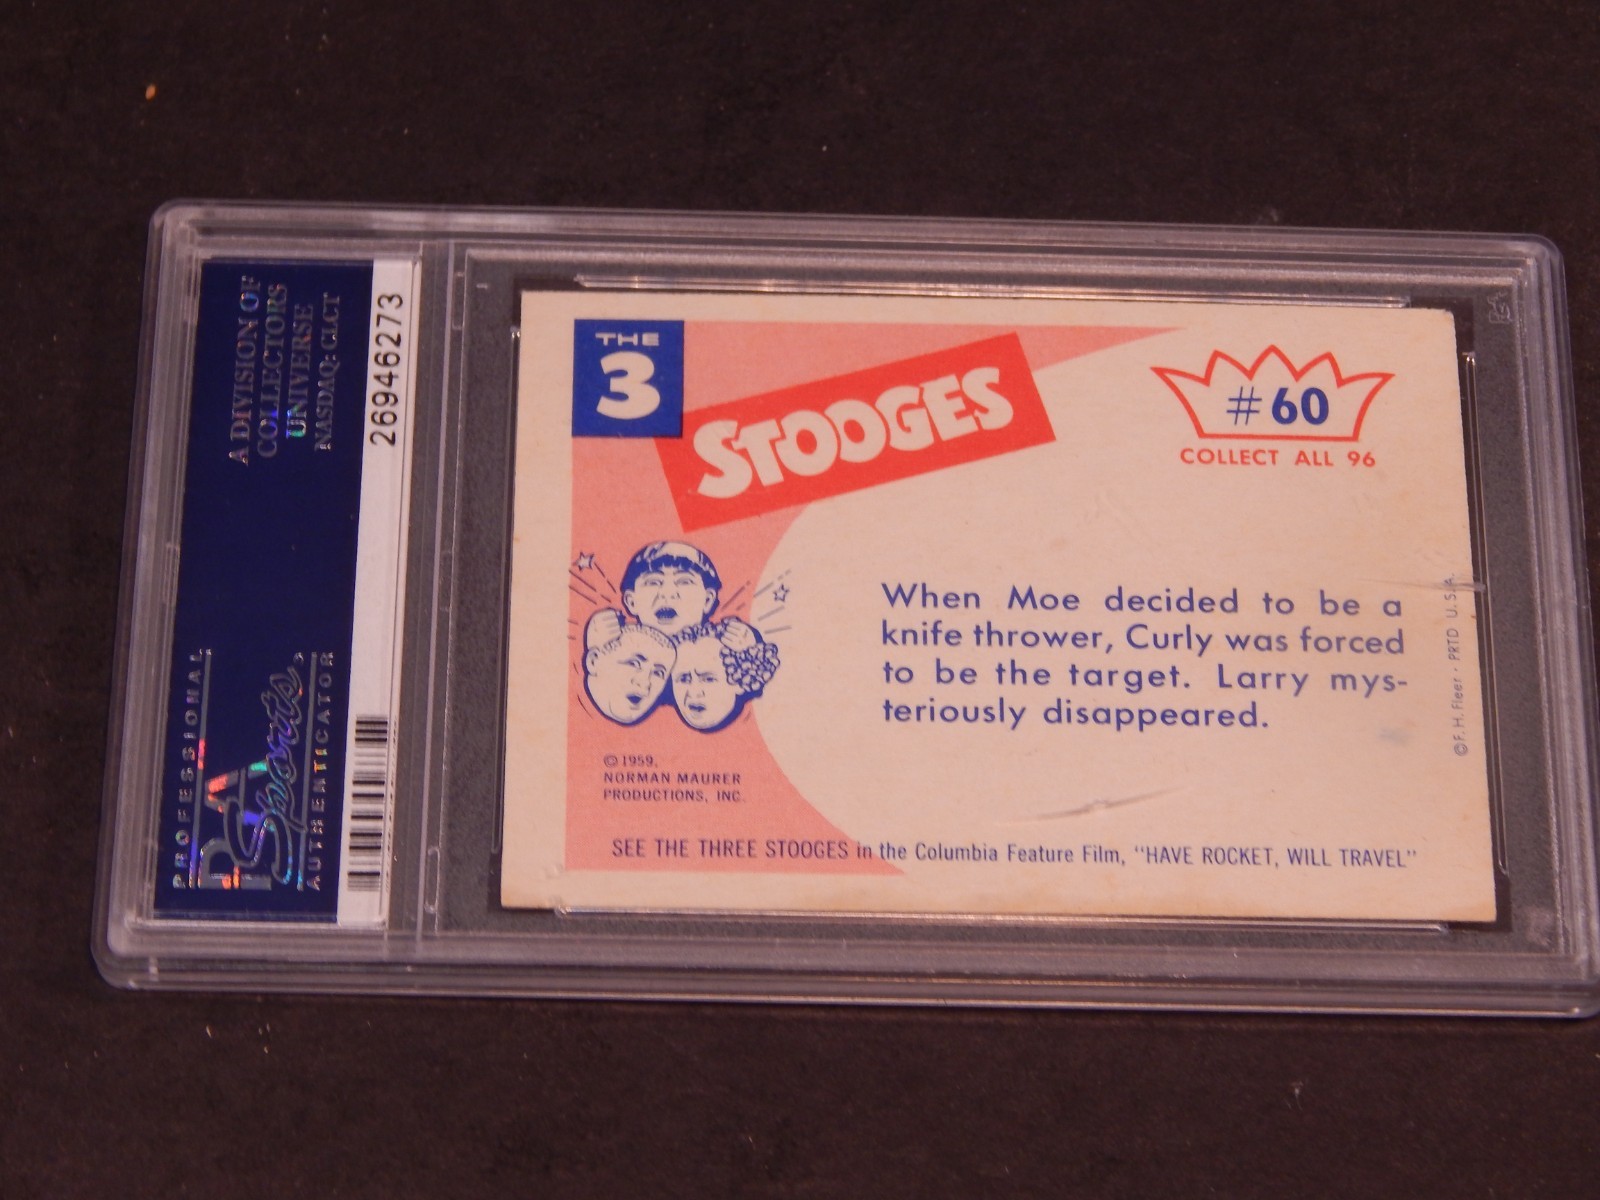 A DIVISION OF
COLLECTORS
UNIVERSE
NASDAQ: CLCT
PROFESSIONAL
PSA
Sports
AUTHENTICATOR
26946273
THE
3
STOOGES
#60
COLLECT ALL 96
When Moe decided to be a
knife thrower, Curly was forced
to be the target. Larry mys-
teriously disappeared.
© 1959,
NORMAN MAURER
PRODUCTIONS, INC.
SEE THE THREE STOOGES in the Columbia Feature Film, "HAVE ROCKET, WILL TRAVEL"
© F. H. Fleer · PRTD U. S. A.